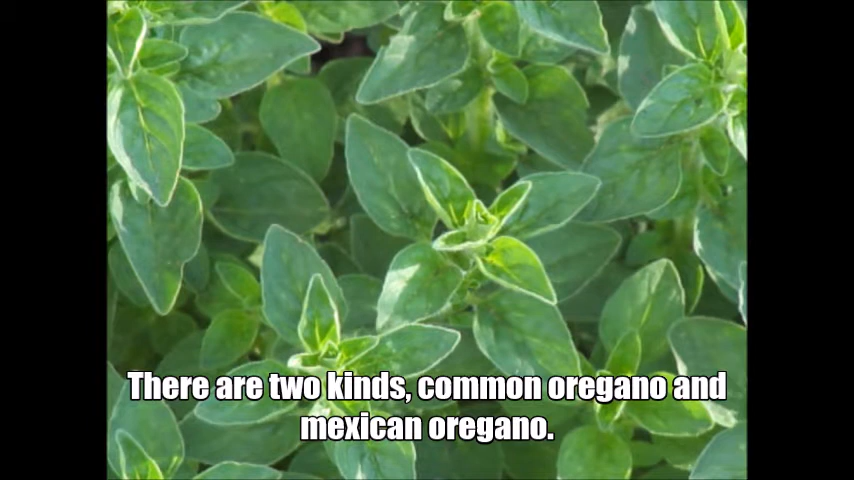 There are two kinds, common oregano and
mexican oregano.